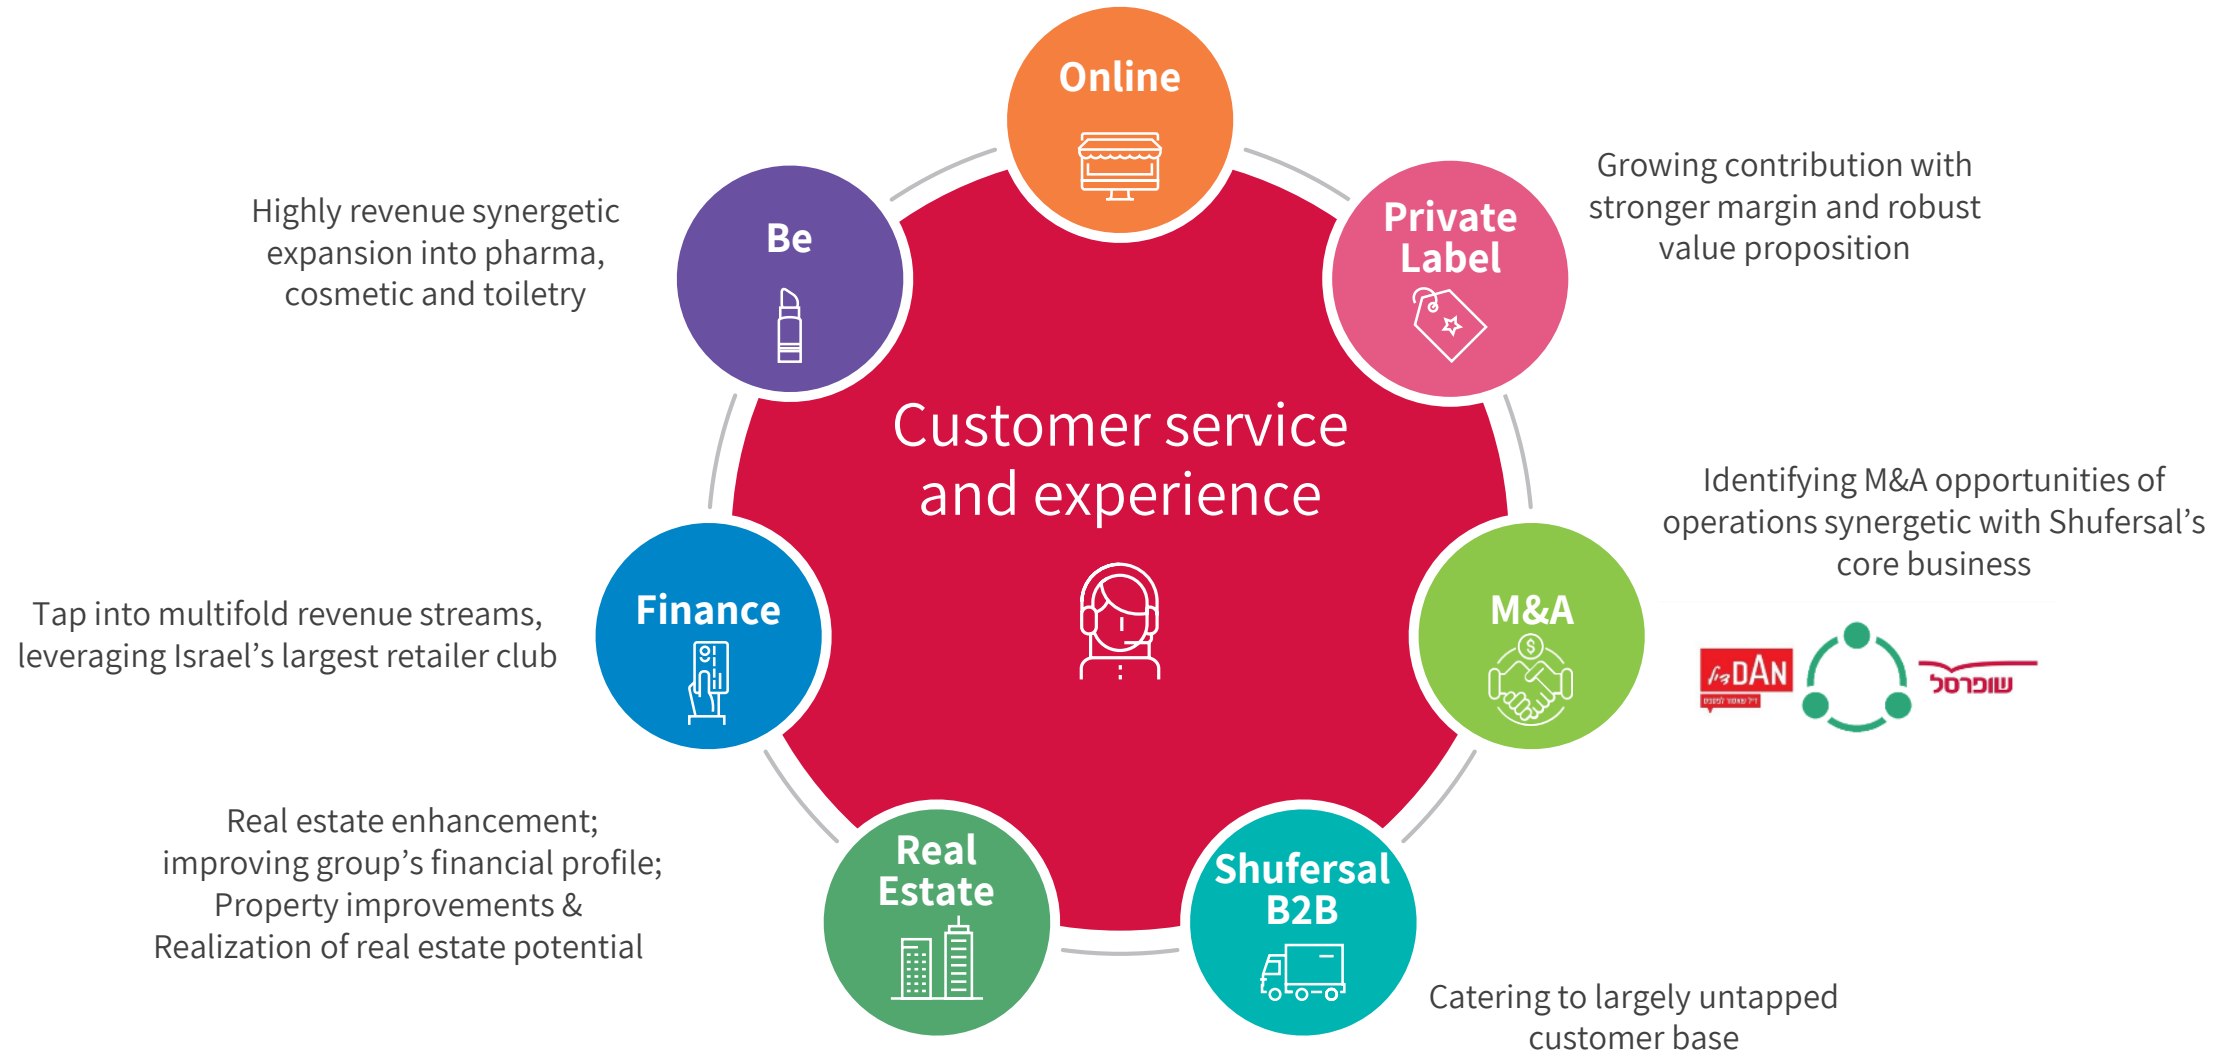 Online
Private
Label
Growing contribution with
stronger margin and robust
value proposition
Be
Highly revenue synergetic
expansion into pharma,
cosmetic and toiletry
Customer service
and experience
Identifying M&A opportunities of
operations synergetic with Shufersal’s
core business
M&A
$
דיל DAN
שופרסל
Finance
Tap into multifold revenue streams,
leveraging Israel’s largest retailer club
Real
Estate
Real estate enhancement;
improving group’s financial profile;
Property improvements &
Realization of real estate potential
Shufersal
B2B
Catering to largely untapped
customer base